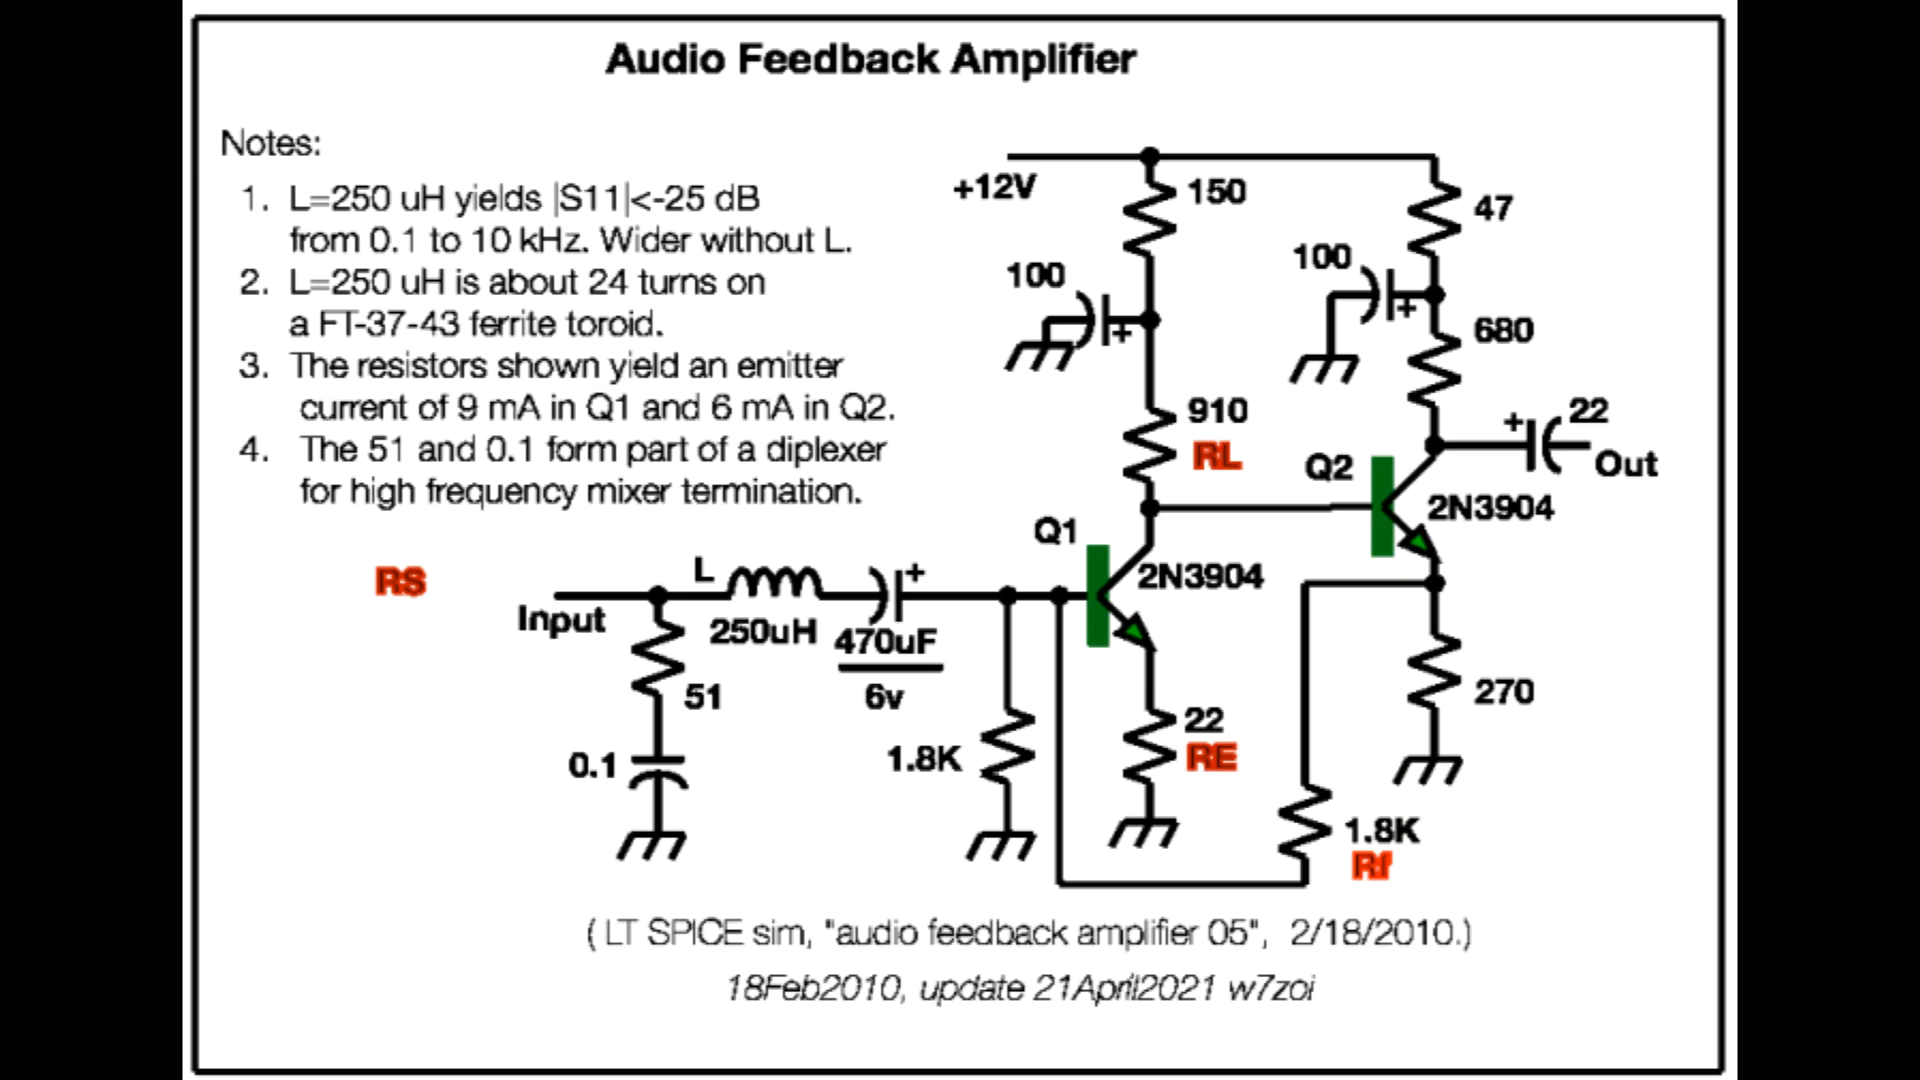 Audio Feedback Amplifier
Notes:
1. L=250 uH yields |S11|<-25 dB
from 0.1 to 10 kHz. Wider without L.
2. L=250 uH is about 24 turns on
a FT-37-43 ferrite toroid.
3. The resistors shown yield an emitter
current of 9 mA in Q1 and 6 mA in Q2.
4. The 51 and 0.1 form part of a diplexer
for high frequency mixer termination.
+12V
150
47
100
+
100
+
680
910
RL
+
22
Out
Q2
2N3904
Q1
2N3904
RS
Input
L
250uH
+
470uF
6v
51
0.1
1.8K
22
RE
270
1.8K
Rf
( LT SPICE sim, "audio feedback amplifier 05", 2/18/2010.)
18Feb2010, update 21April2021 w7zoi